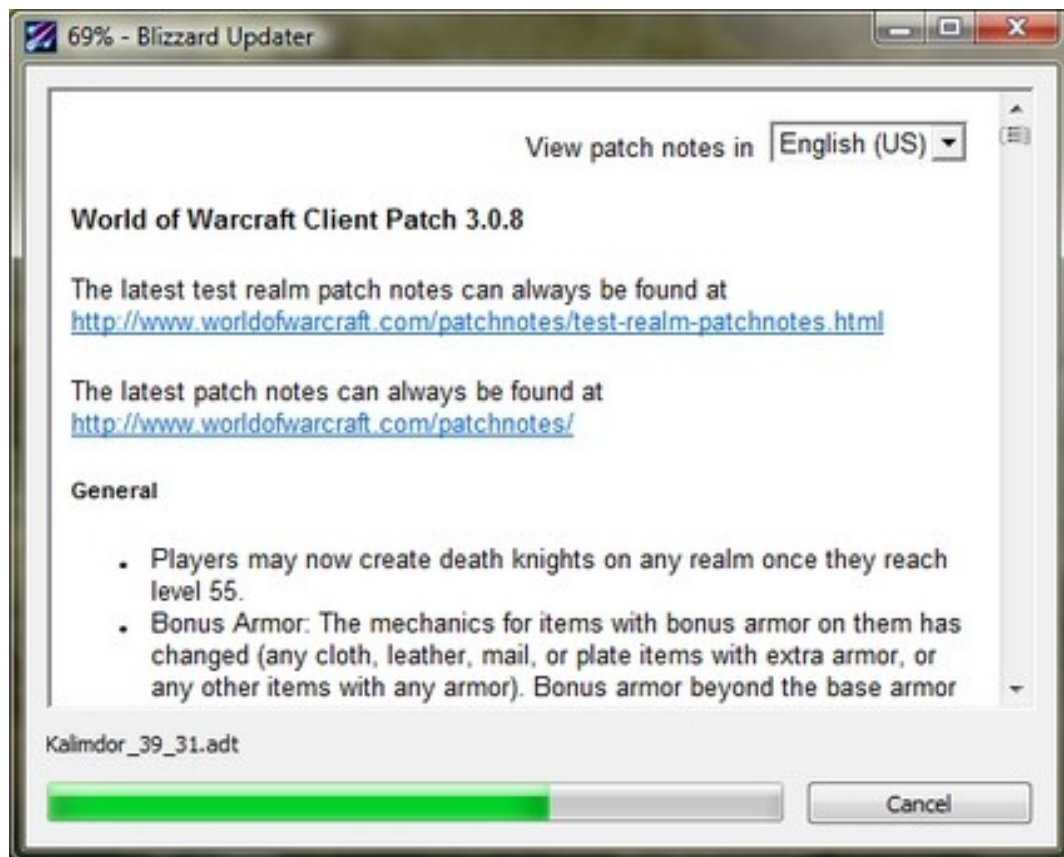 69% - Blizzard Updater
View patch notes in English (US)
World of Warcraft Client Patch 3.0.8
The latest test realm patch notes can always be found at
http://www.worldofwarcraft.com/patchnotes/test-realm-patchnotes.html
The latest patch notes can always be found at
http://www.worldofwarcraft.com/patchnotes/
General
• Players may now create death knights on any realm once they reach
level 55.
• Bonus Armor: The mechanics for items with bonus armor on them has
changed (any cloth, leather, mail, or plate items with extra armor, or
any other items with any armor). Bonus armor beyond the base armor
Kalimdor_39_31.adt
Cancel